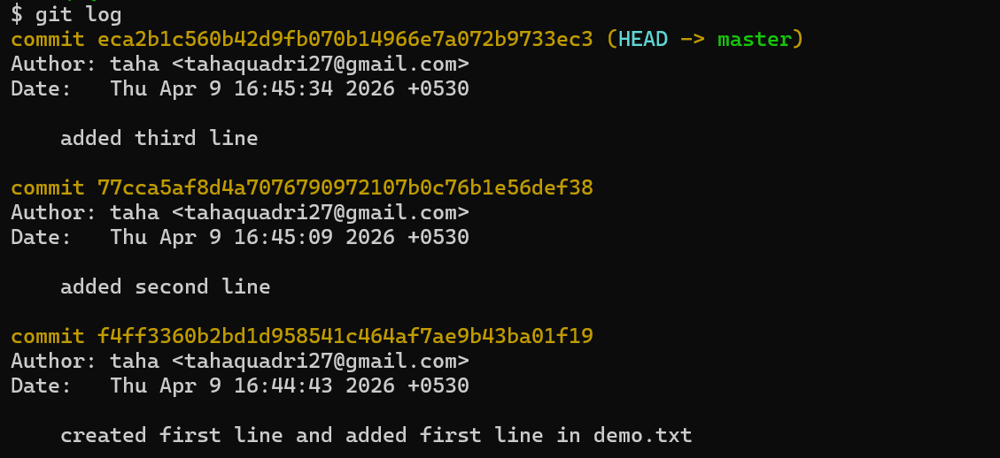 $ git log
commit eca2b1c560b42d9fb070b14966e7a072b9733ec3 (HEAD -> master)
Author: taha <tahaquadri27@gmail.com>
Date:   Thu Apr 9 16:45:34 2026 +0530
    added third line
commit 77cca5af8d4a7076790972107b0c76b1e56def38
Author: taha <tahaquadri27@gmail.com>
Date:   Thu Apr 9 16:45:09 2026 +0530
    added second line
commit f4ff3360b2bd1d958541c464af7ae9b43ba01f19
Author: taha <tahaquadri27@gmail.com>
Date:   Thu Apr 9 16:44:43 2026 +0530
    created first line and added first line in demo.txt